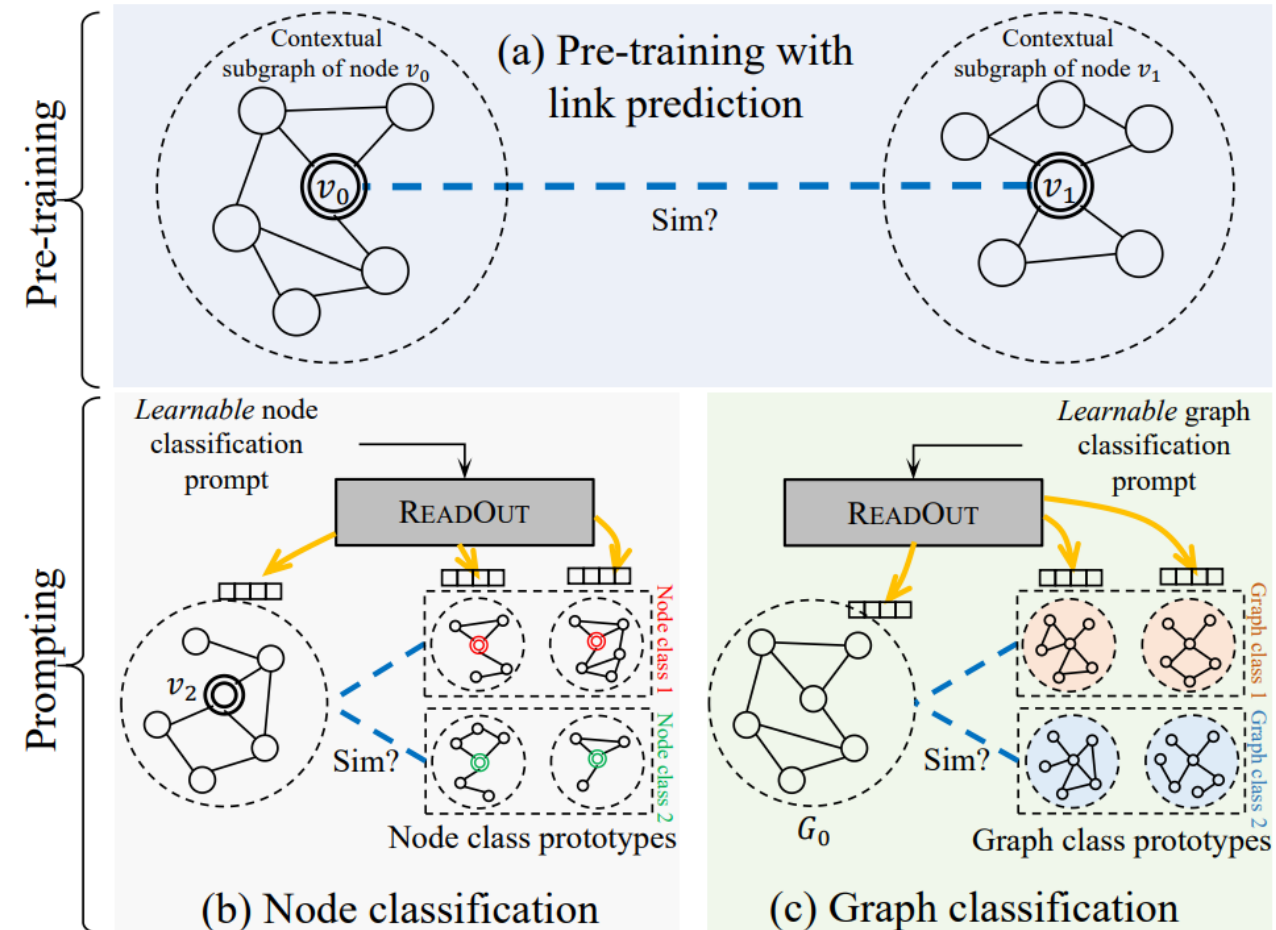 Pre-training
Contextual
subgraph of node v₀
(a) Pre-training with
link prediction
Contextual
subgraph of node v₁
v₀
v₁
Sim?
Prompting
Learnable node
classification
prompt
READOUT
v₂
Sim?
Node class 1
Node class 2
Node class prototypes
(b) Node classification
Learnable graph
classification
prompt
READOUT
Sim?
G₀
Graph class 1
Graph class 2
Graph class prototypes
(c) Graph classification